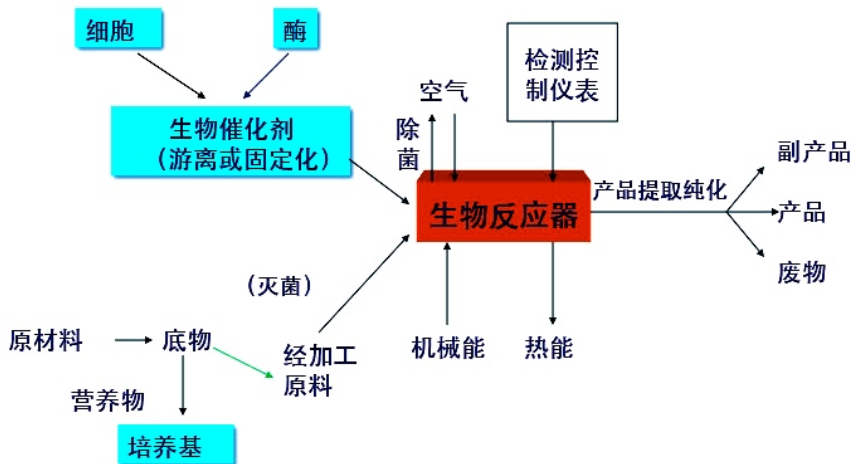 细胞
酶
生物催化剂
（游离或固定化）
空气
除
菌
检测控
制仪表
生物反应器
产品提取纯化
副产品
产品
废物
（灭菌）
机械能
热能
原材料
底物
经加工
原料
营养物
培养基